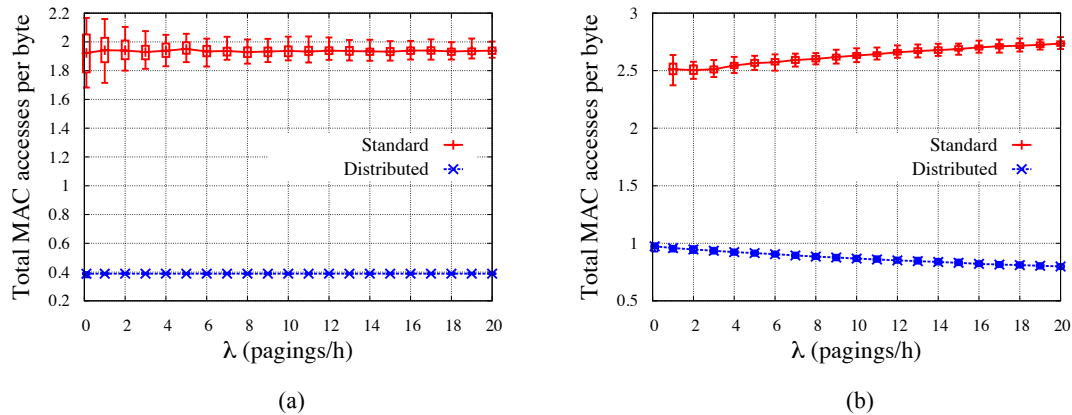 Total MAC accesses per byte
2.2
2
1.8
1.6
1.4
1.2
1
0.8
0.6
0.4
0.2
Standard
Distributed
0 2 4 6 8 10 12 14 16 18 20
λ (pagings/h)
(a)
Total MAC accesses per byte
3
2.5
2
1.5
1
0.5
Standard
Distributed
0 2 4 6 8 10 12 14 16 18 20
λ (pagings/h)
(b)